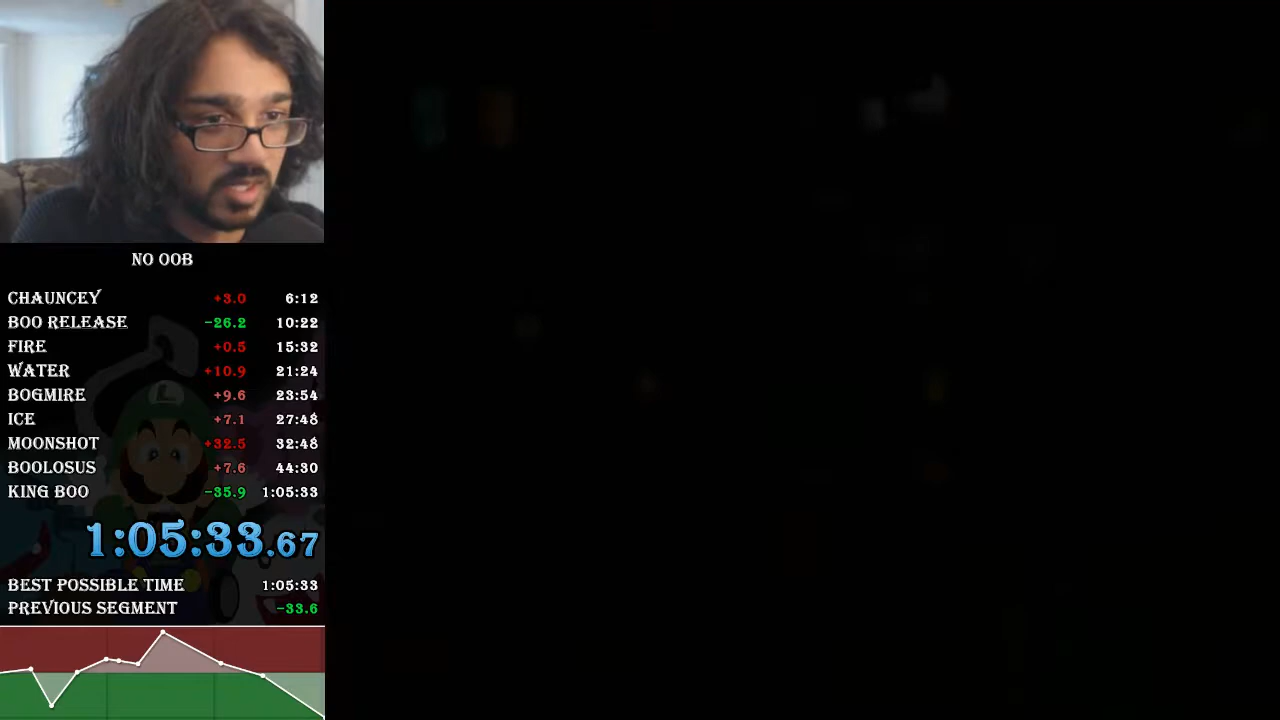 NO OOB
CHAUNCEY +3.0 6:12
BOO RELEASE -26.2 10:22
FIRE +0.5 15:32
WATER +10.9 21:24
BOGMIRE +9.6 23:54
ICE +7.1 27:48
MOONSHOT +32.5 32:48
BOOLOSUS +7.6 44:30
KING BOO -35.9 1:05:33
1:05:33.67
BEST POSSIBLE TIME 1:05:33
PREVIOUS SEGMENT -33.6